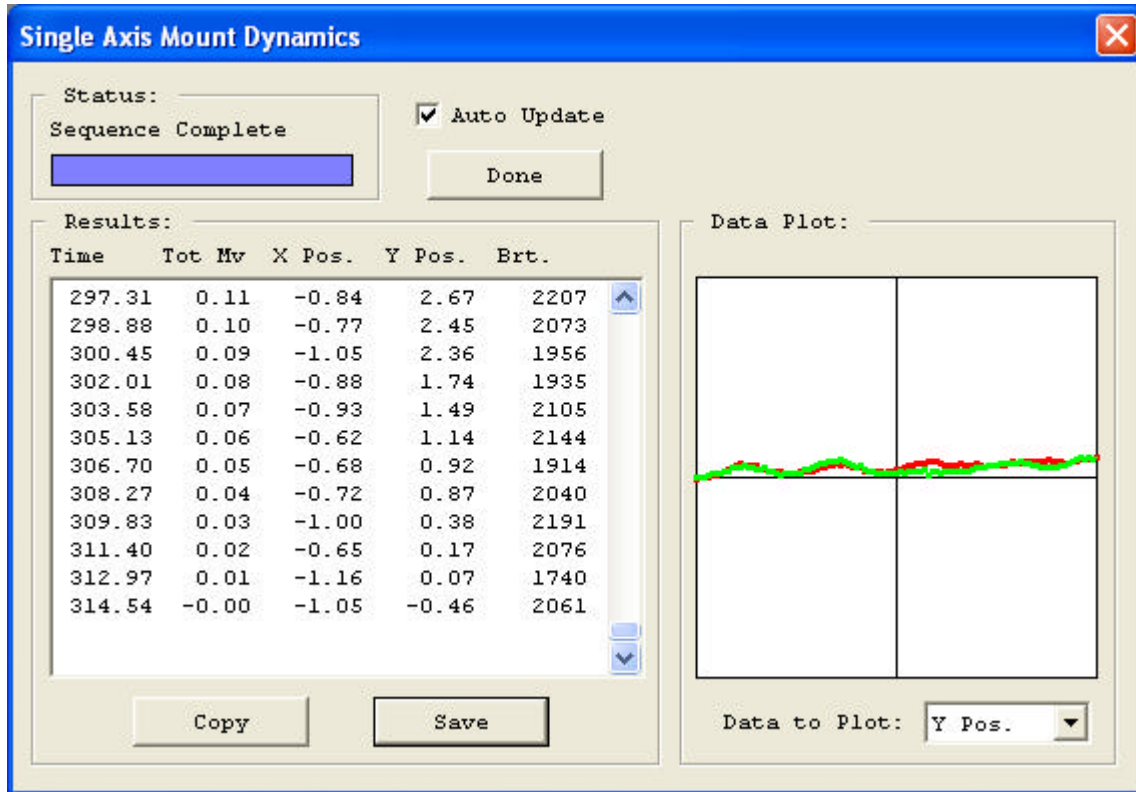 Single Axis Mount Dynamics
Status:
Sequence Complete
Auto Update
Done
Results:
Time Tot Mv X Pos. Y Pos. Brt.
297.31 0.11 -0.84 2.67 2207
298.88 0.10 -0.77 2.45 2073
300.45 0.09 -1.05 2.36 1956
302.01 0.08 -0.88 1.74 1935
303.58 0.07 -0.93 1.49 2105
305.13 0.06 -0.62 1.14 2144
306.70 0.05 -0.68 0.92 1914
308.27 0.04 -0.72 0.87 2040
309.83 0.03 -1.00 0.38 2191
311.40 0.02 -0.65 0.17 2076
312.97 0.01 -1.16 0.07 1740
314.54 -0.00 -1.05 -0.46 2061
Copy
Save
Data Plot:
Data to Plot: Y Pos.